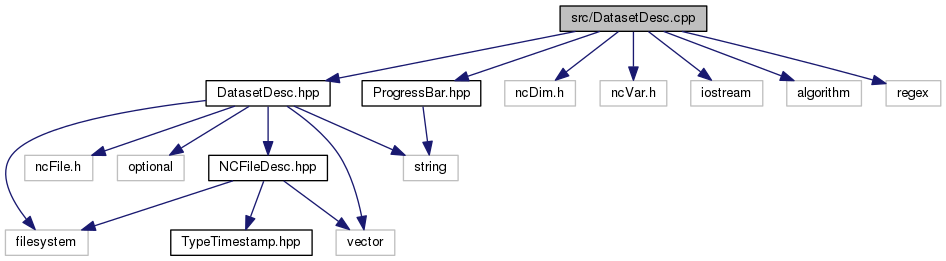 src/DatasetDesc.cpp
DatasetDesc.hpp
ProgressBar.hpp
ncDim.h
ncVar.h
iostream
algorithm
regex
ncFile.h
optional
NCFileDesc.hpp
string
filesystem
TypeTimestamp.hpp
vector